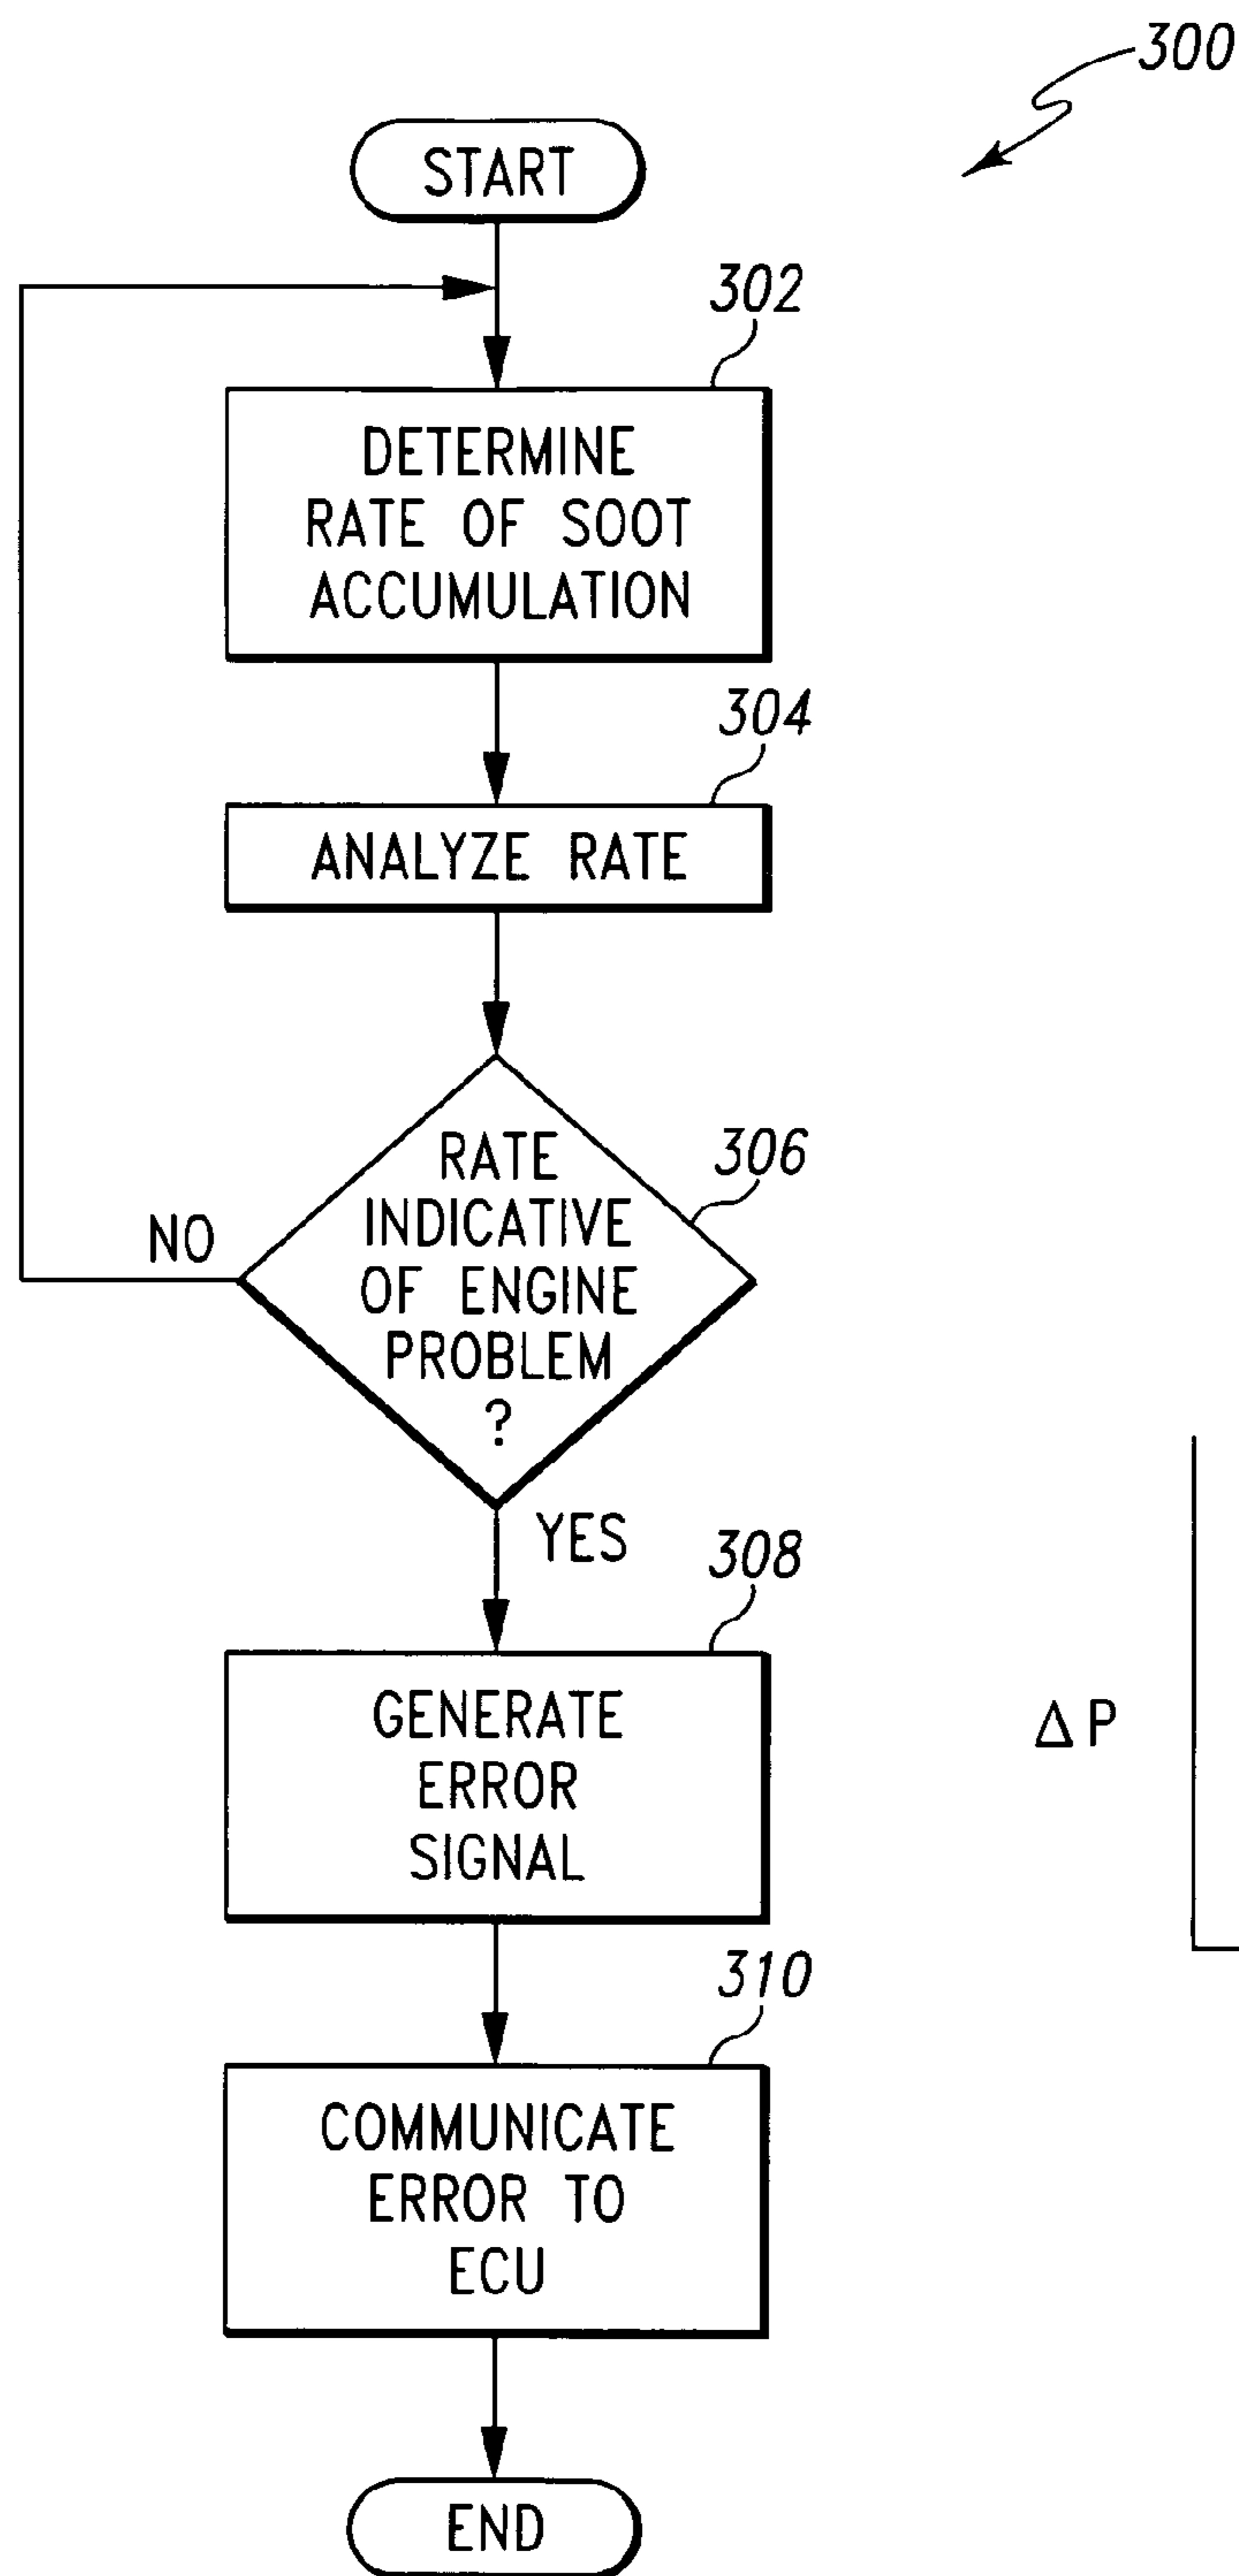 300
START
302
DETERMINE
RATE OF SOOT
ACCUMULATION
304
ANALYZE RATE
306
RATE
INDICATIVE
OF ENGINE
PROBLEM
?
NO
YES
308
GENERATE
ERROR
SIGNAL
ΔP
310
COMMUNICATE
ERROR TO
ECU
END